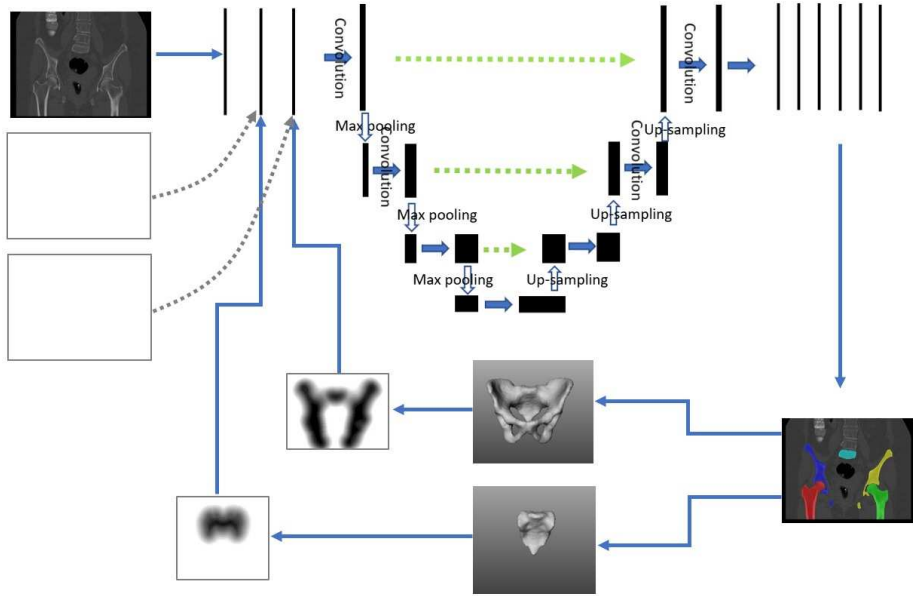 Convolution
Convolution
Max pooling
Up-sampling
Convolution
Convolution
Max pooling
Up-sampling
Max pooling
Up-sampling